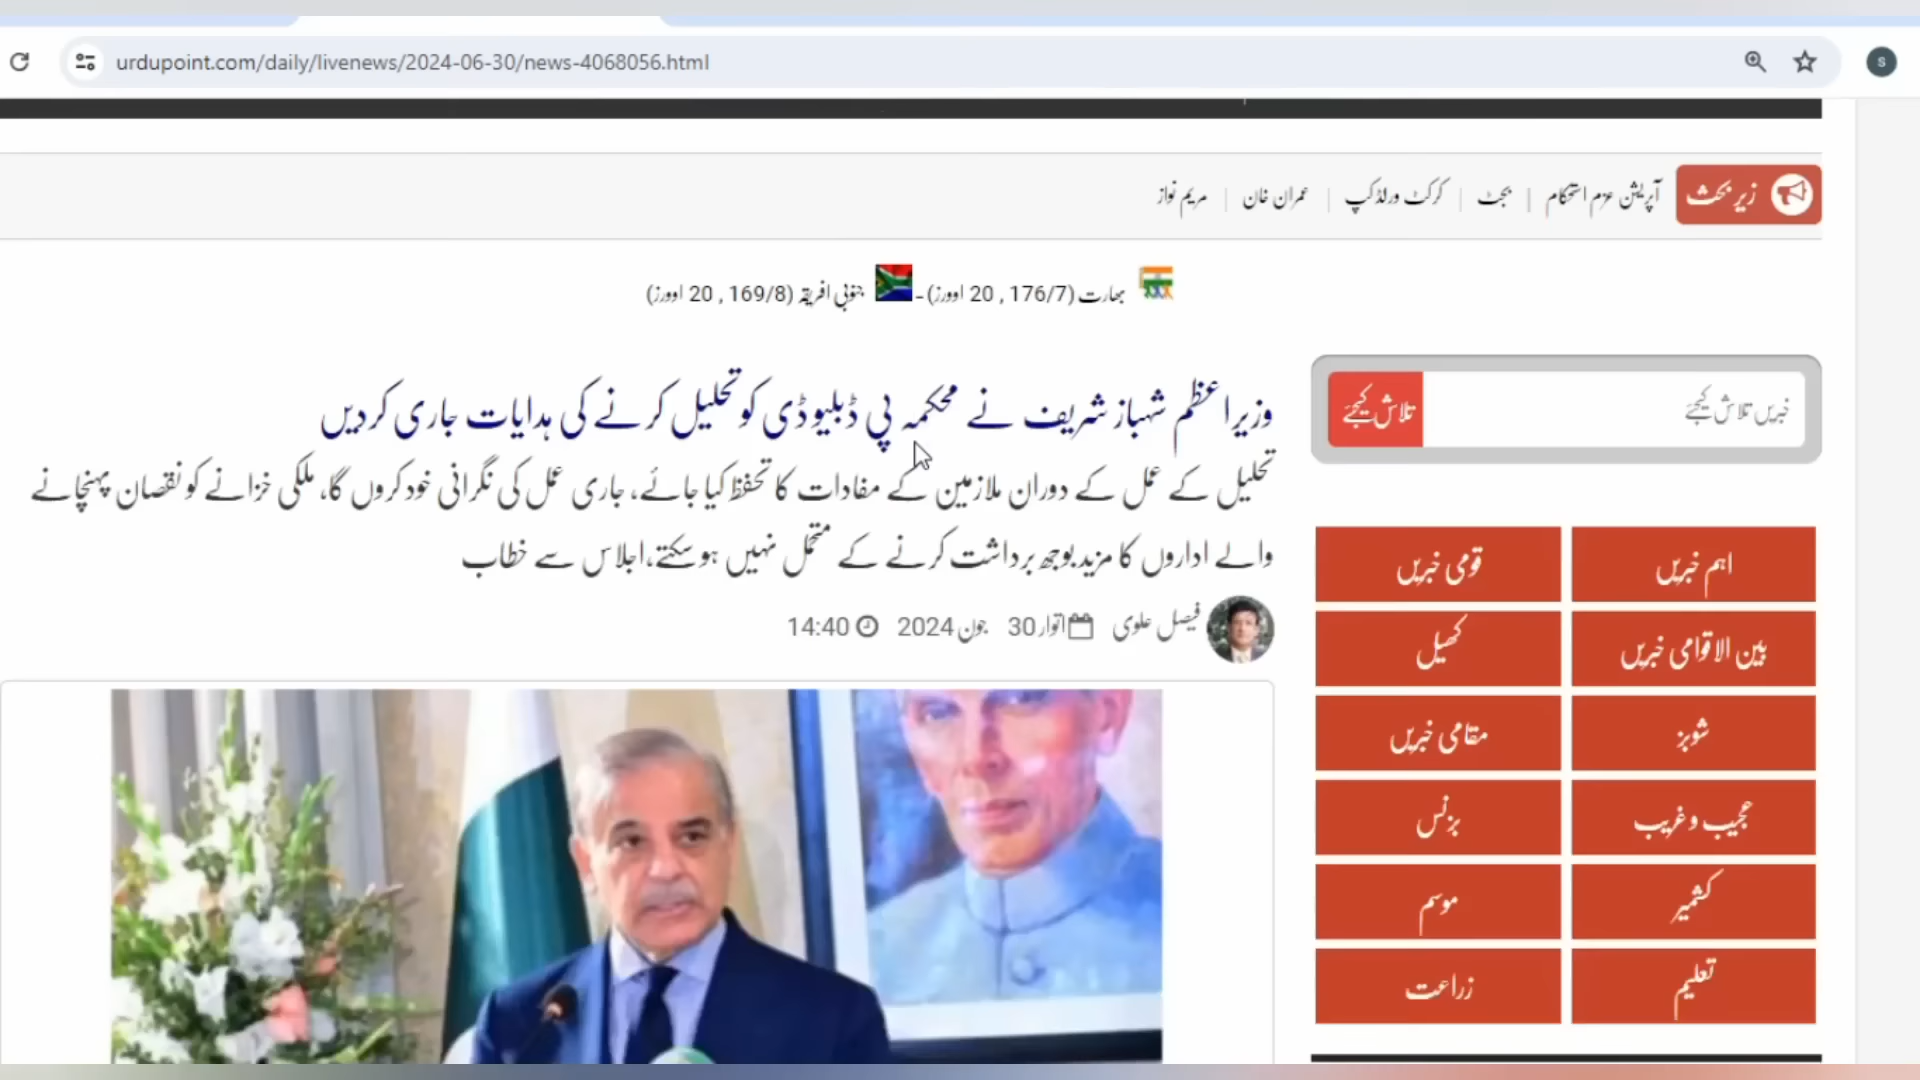 urdupoint.com/daily/livenews/2024-06-30/news-4068056.html
S
زیر بحث
آپریشن عزم استحکام | بجٹ | کرکٹ ورلڈکپ | عمران خان | مریم نواز
بھارت (176/7 , 20 اوورز) - جنوبی افریقہ (169/8 , 20 اوورز)
وزیراعظم شہباز شریف نے محکمہ پی ڈبلیو ڈی کو تحلیل کرنے کی ہدایات جاری کردیں
تحلیل کے عمل کے دوران ملازمین کے مفادات کا تحفظ کیا جائے، جاری عمل کی نگرانی خود کروں گا، ملکی خزانے کو نقصان پہنچانے
والے اداروں کا مزید بوجھ برداشت کرنے کے متحمل نہیں ہو سکتے،اجلاس سے خطاب
فیصل علوی اتوار 30 جون 2024 14:40
خبریں تلاش کیجئے
تلاش کیجئے
اہم خبریں
قومی خبریں
بین الاقوامی خبریں
کھیل
شوبز
مقامی خبریں
عجیب و غریب
بزنس
کشمیر
موسم
تعلیم
زراعت